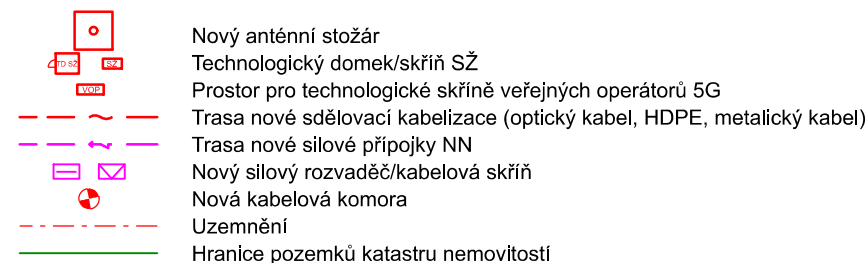 Nový anténní stožár
TD SŽ SŽ Technologický domek/skříň SŽ
VOP Prostor pro technologické skříně veřejných operátorů 5G
Trasa nové sdělovací kabelizace (optický kabel, HDPE, metalický kabel)
Trasa nové silové přípojky NN
Nový silový rozvaděč/kabelová skříň
Nová kabelová komora
Uzemnění
Hranice pozemků katastru nemovitostí